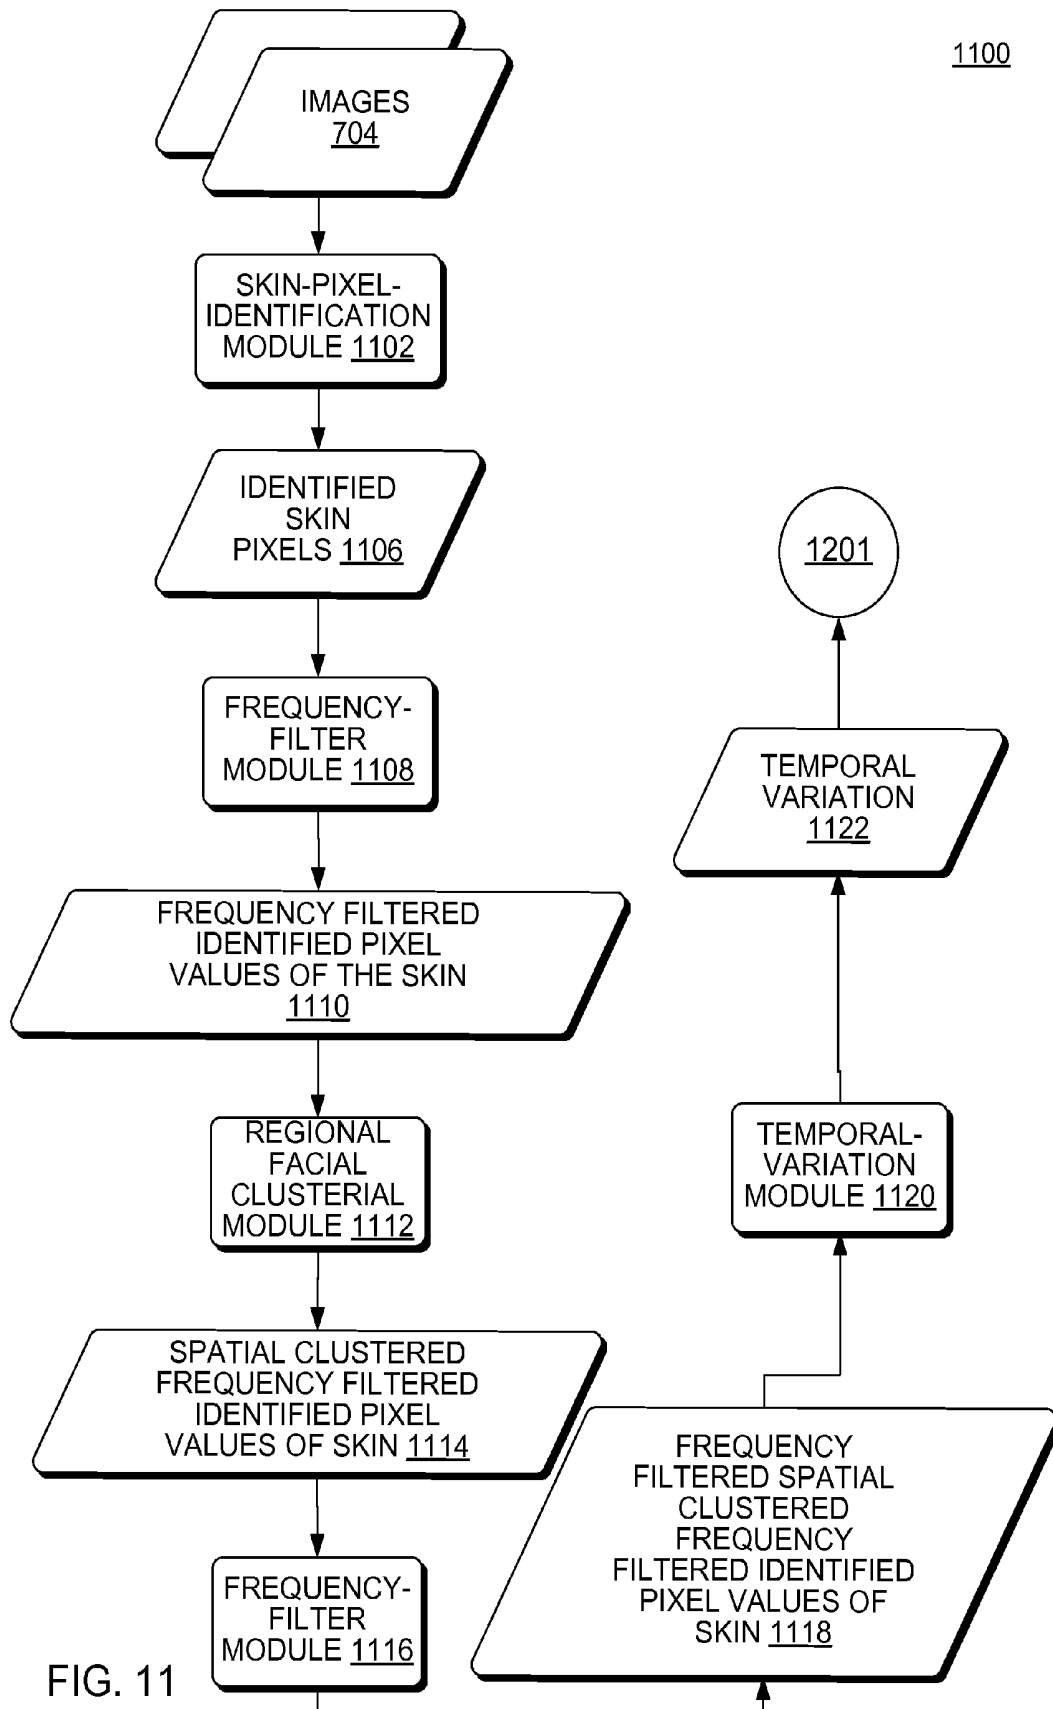 1100
IMAGES
704
SKIN-PIXEL-
IDENTIFICATION
MODULE 1102
IDENTIFIED
SKIN
PIXELS 1106
FREQUENCY-
FILTER
MODULE 1108
FREQUENCY FILTERED
IDENTIFIED PIXEL
VALUES OF THE SKIN
1110
REGIONAL
FACIAL
CLUSTERIAL
MODULE 1112
SPATIAL CLUSTERED
FREQUENCY FILTERED
IDENTIFIED PIXEL
VALUES OF SKIN 1114
FREQUENCY-
FILTER
MODULE 1116
FREQUENCY
FILTERED SPATIAL
CLUSTERED
FREQUENCY
FILTERED IDENTIFIED
PIXEL VALUES OF
SKIN 1118
TEMPORAL-
VARIATION
MODULE 1120
TEMPORAL
VARIATION
1122
1201
FIG. 11